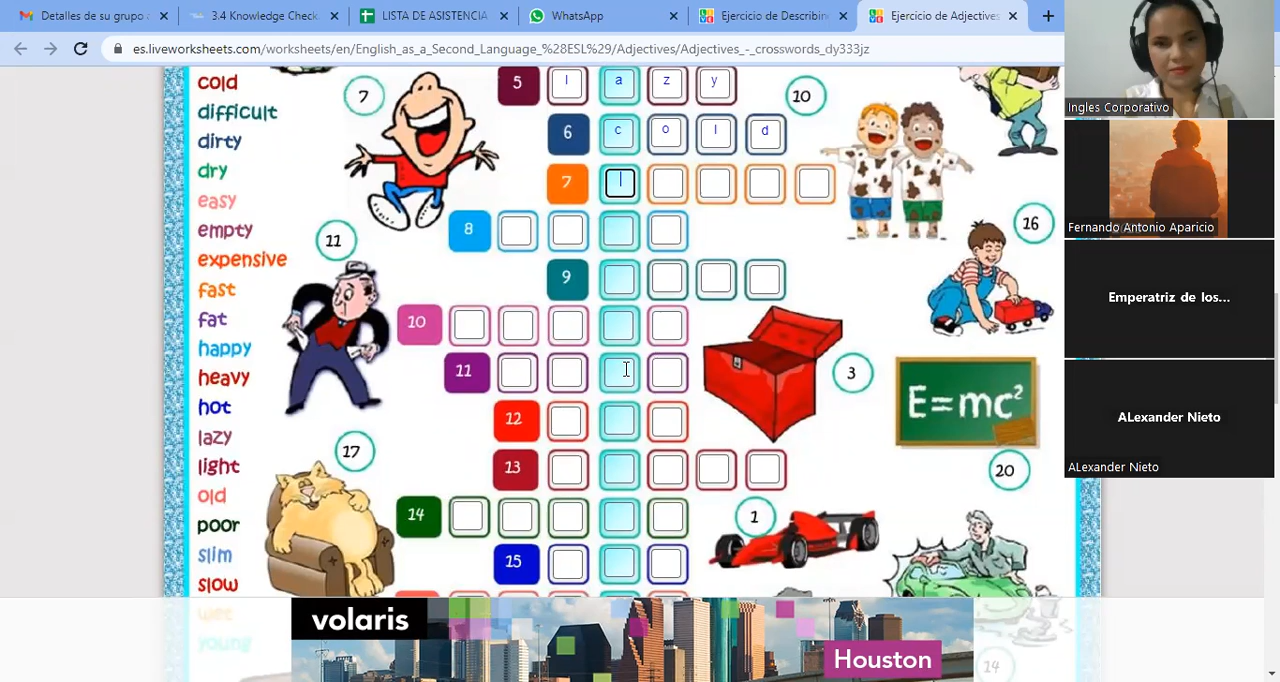 Detalles de su grupo
3.4 Knowledge Check
LISTA DE ASISTENCIA
WhatsApp
Ejercicio de Describin
Ejercicio de Adjectives
es.liveworksheets.com/worksheets/en/English_as_a_Second_Language_%28ESL%29/Adjectives/Adjectives_-_crosswords_dy333jz
cold
difficult
dirty
dry
easy
empty
expensive
fast
fat
happy
heavy
hot
lazy
light
old
poor
slim
slow
wet
young
7
11
17
5 l a z y
6 c o l d
7 l
8
9
10
11
12
13
14
15
10
16
3
E=mc²
20
1
14
volaris
Houston
Ingles Corporativo
Fernando Antonio Aparicio
Emperatriz de los...
ALexander Nieto
ALexander Nieto